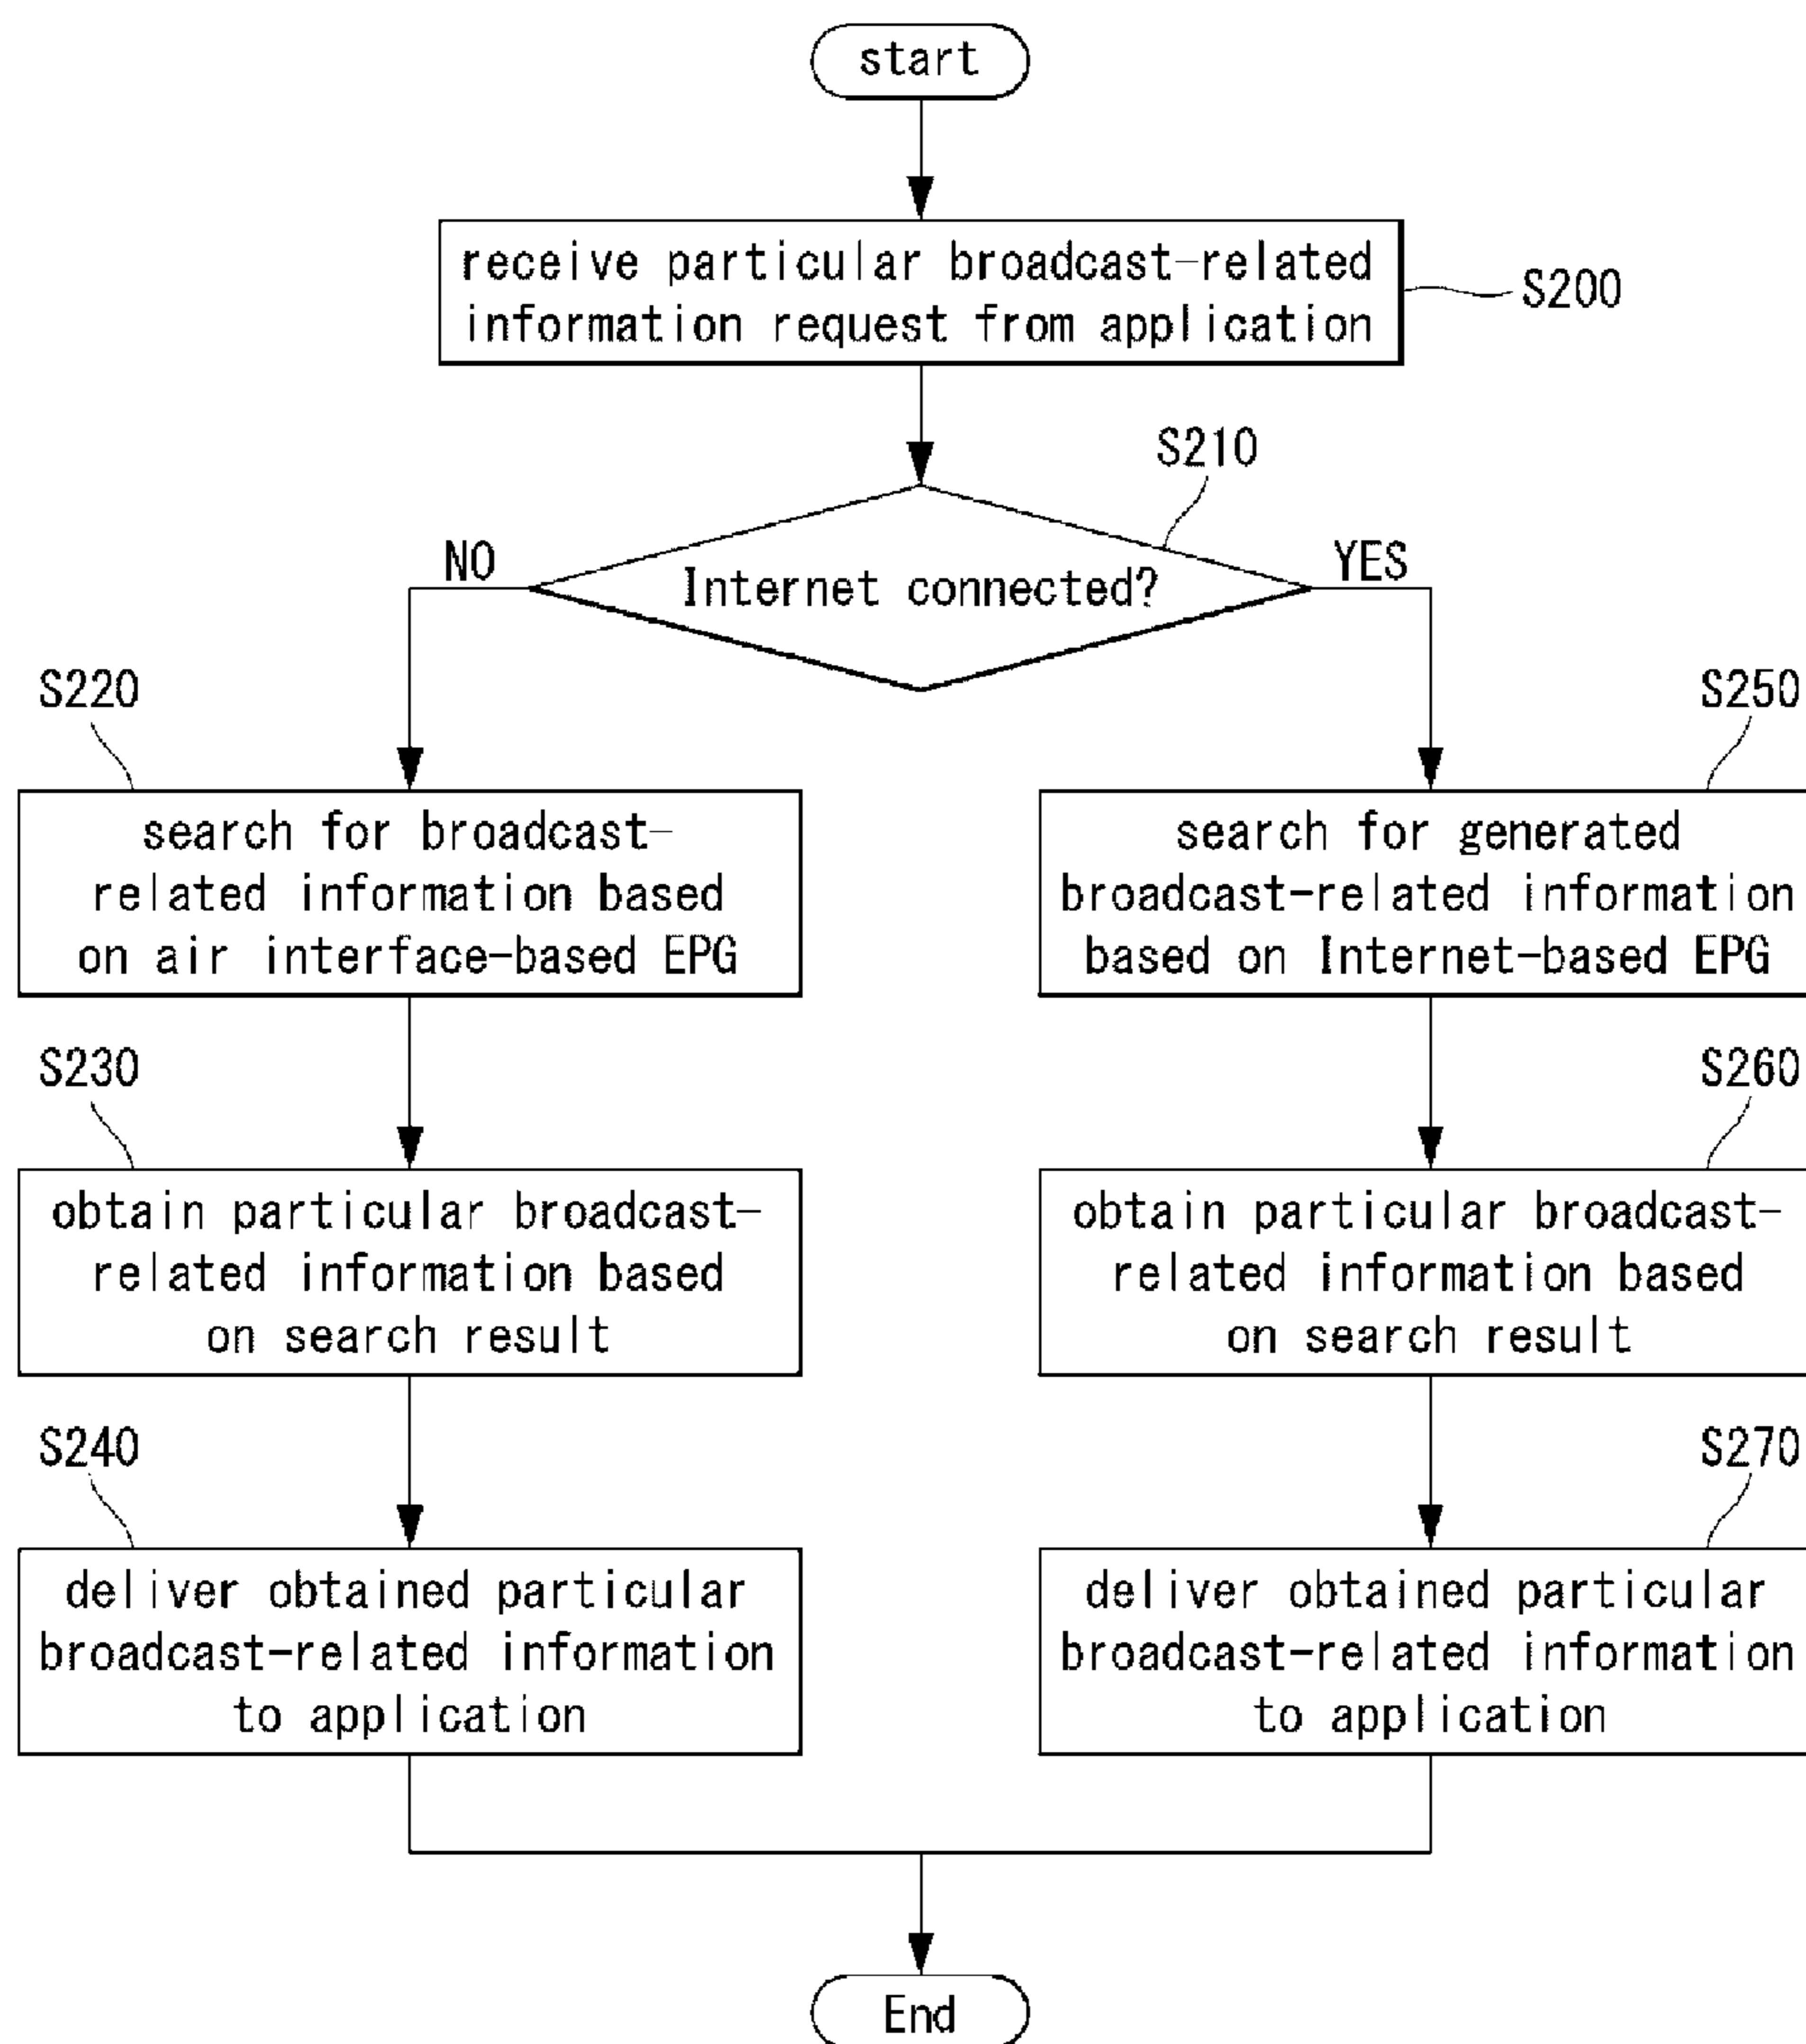 start
receive particular broadcast-related
information request from application
S200
S210
NO
Internet connected?
YES
S220
search for broadcast-
related information based
on air interface-based EPG
S230
obtain particular broadcast-
related information based
on search result
S240
deliver obtained particular
broadcast-related information
to application
S250
search for generated
broadcast-related information
based on Internet-based EPG
S260
obtain particular broadcast-
related information based
on search result
S270
deliver obtained particular
broadcast-related information
to application
End